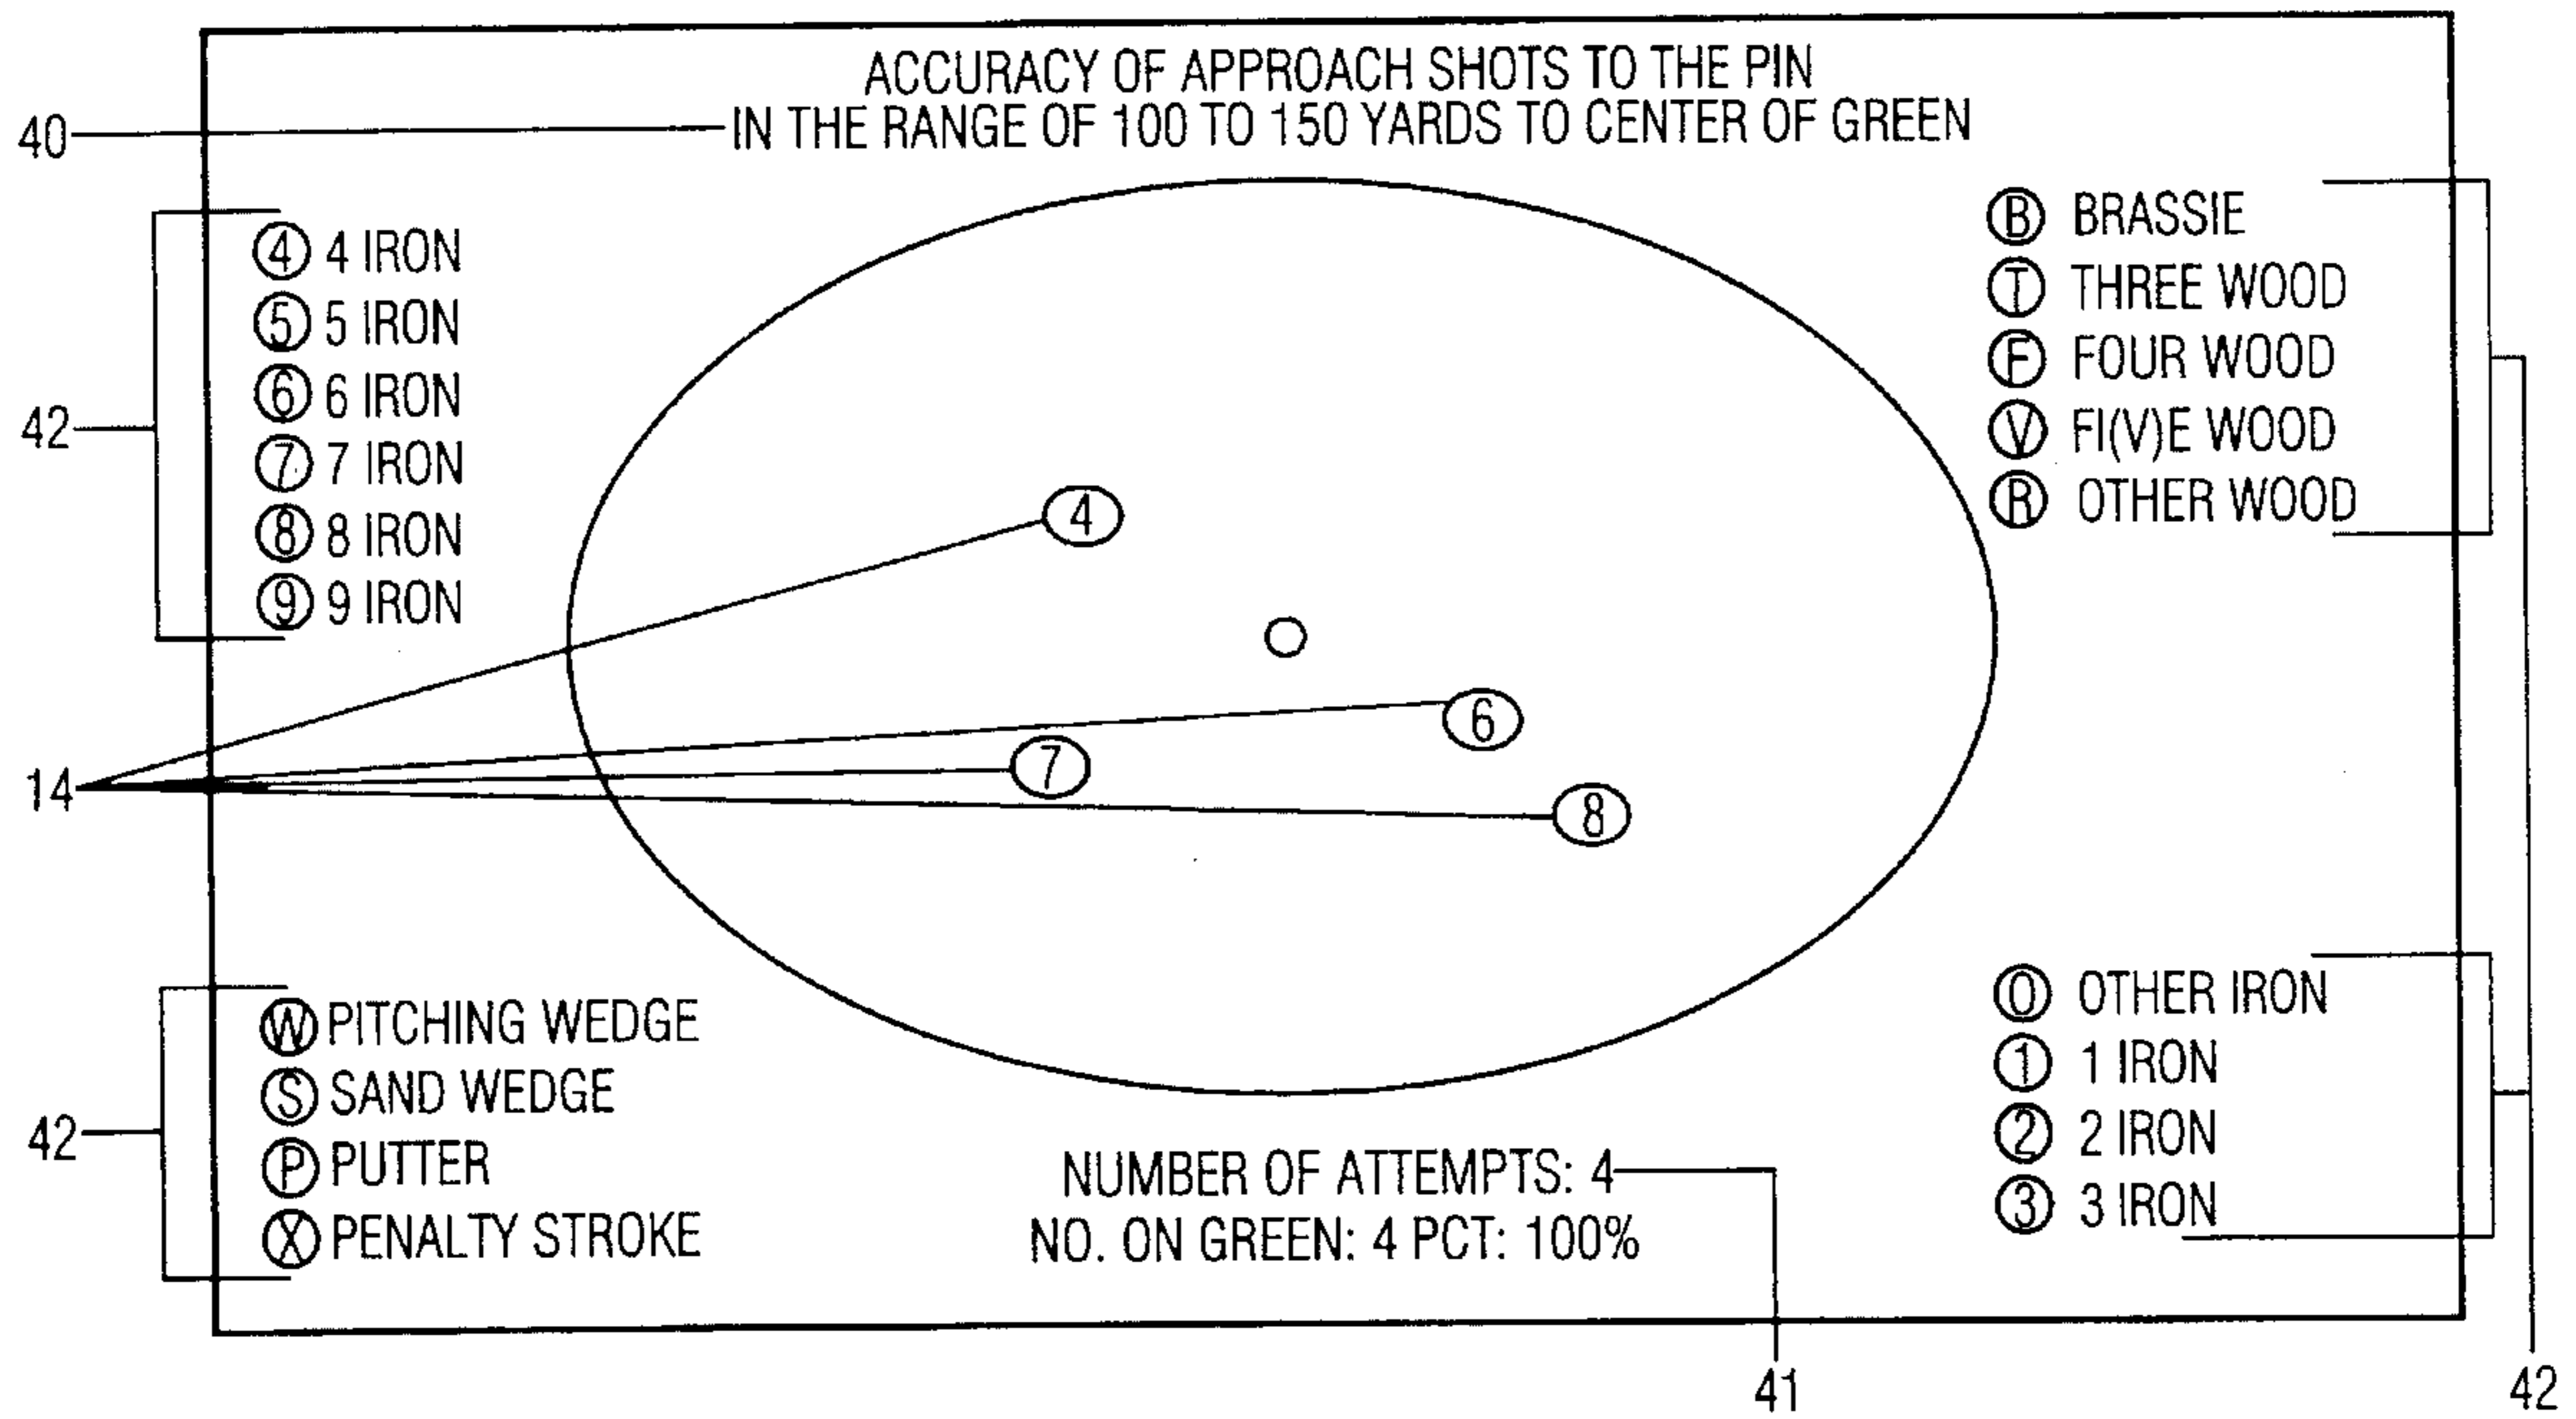 ACCURACY OF APPROACH SHOTS TO THE PIN
40 IN THE RANGE OF 100 TO 150 YARDS TO CENTER OF GREEN
42
④ 4 IRON
⑤ 5 IRON
⑥ 6 IRON
⑦ 7 IRON
⑧ 8 IRON
⑨ 9 IRON
Ⓑ BRASSIE
Ⓣ THREE WOOD
Ⓕ FOUR WOOD
Ⓥ FI(V)E WOOD
Ⓡ OTHER WOOD
④
⑥
⑦
⑧
14
42
Ⓦ PITCHING WEDGE
Ⓢ SAND WEDGE
Ⓟ PUTTER
Ⓧ PENALTY STROKE
NUMBER OF ATTEMPTS: 4
NO. ON GREEN: 4 PCT: 100%
Ⓞ OTHER IRON
① 1 IRON
② 2 IRON
③ 3 IRON
41
42